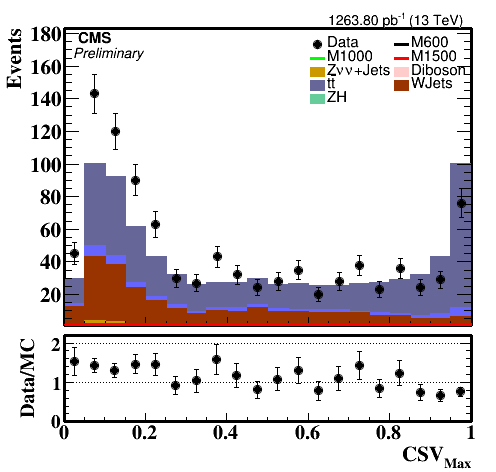 1263.80 pb⁻¹ (13 TeV)
CMS
Preliminary
Data
M600
M1000
M1500
Zνν+Jets
Diboson
tt
WJets
ZH
Events
180
160
140
120
100
80
60
40
20
Data/MC
2
1
0
0 0.2 0.4 0.6 0.8 1
CSV_Max